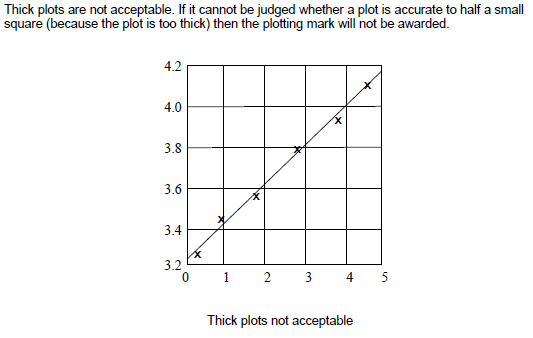 Thick plots are not acceptable. If it cannot be judged whether a plot is accurate to half a small
square (because the plot is too thick) then the plotting mark will not be awarded.
4.2
4.0
3.8
3.6
3.4
3.2
0 1 2 3 4 5
Thick plots not acceptable